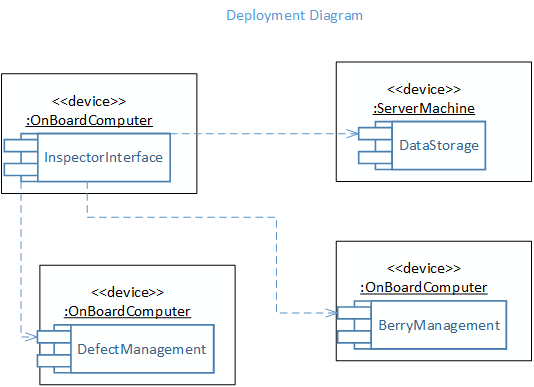 Deployment Diagram
<<device>>
:OnBoardComputer
InspectorInterface
<<device>>
:ServerMachine
DataStorage
<<device>>
:OnBoardComputer
DefectManagement
<<device>>
:OnBoardComputer
BerryManagement